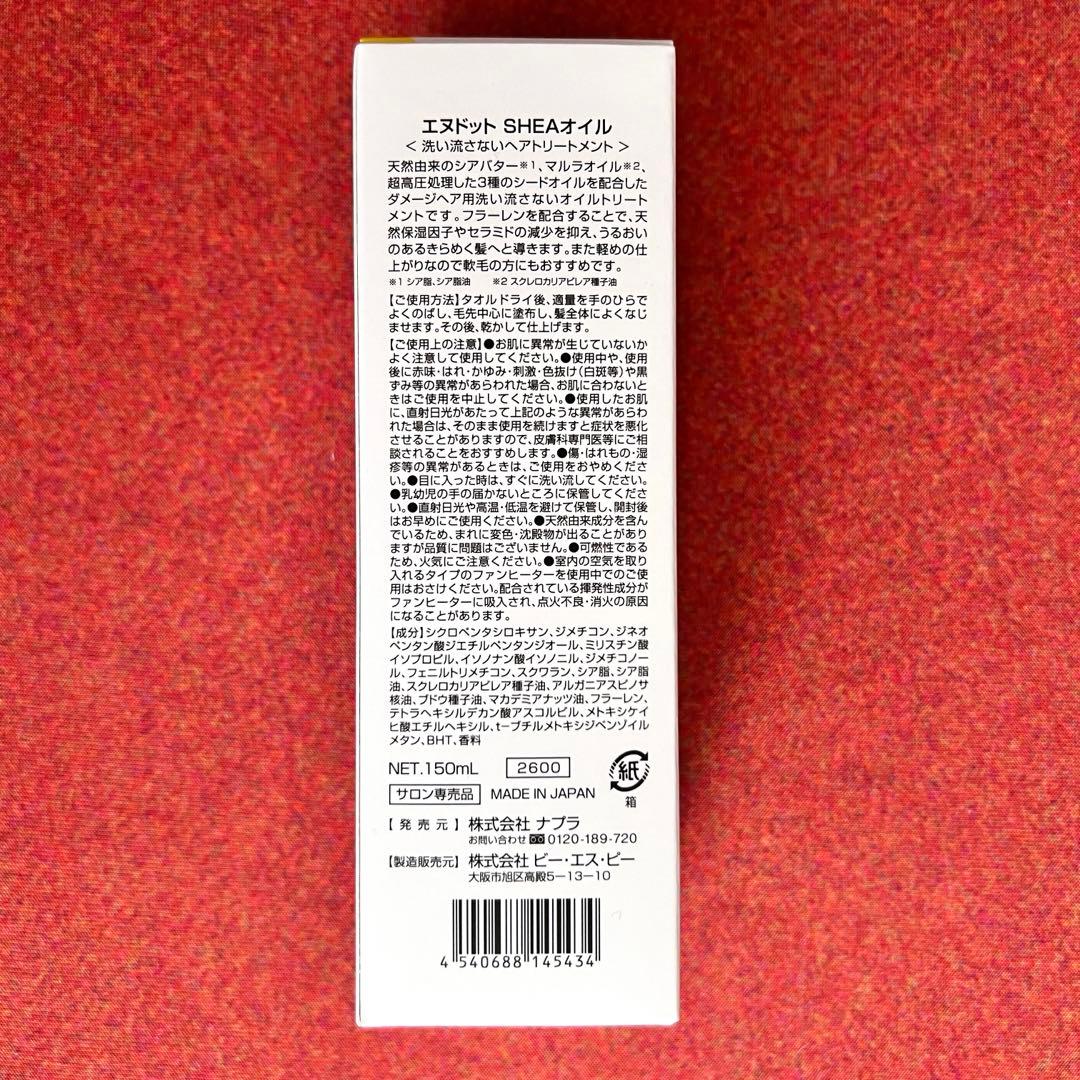 エヌドット SHEAオイル
< 洗い流さないヘアトリートメント >
天然由来のシアバター※1、マルラオイル※2、
超高圧処理した3種のシードオイルを配合した
ダメージヘア用洗い流さないオイルトリート
メントです。フラーレンを配合することで、天
然保湿因子やセラミドの減少を抑え、うるおい
のあるきらめく髪へと導きます。また軽めの仕
上がりなので軟毛の方にもおすすめです。
※1 シア脂、シア脂油 ※2 スクレロカリアビレア種子油
【ご使用方法】タオルドライ後、適量を手のひらで
よくのばし、毛先中心に塗布し、髪全体によくなじ
ませます。その後、乾かして仕上げます。
【ご使用上の注意】●お肌に異常が生じていないか
よく注意して使用してください。●使用中や、使用
後に赤味・はれ・かゆみ・刺激・色抜け(白斑等)や黒
ずみ等の異常があらわれた場合、お肌に合わないと
きはご使用を中止してください。●使用したお肌
に、直射日光があたって上記のような異常があらわ
れた場合は、そのまま使用を続けますと症状を悪化
させることがありますので、皮膚科専門医等にご相
談されることをおすすめします。●傷・はれもの・湿
疹等の異常があるときは、ご使用をおやめくださ
い。●目に入った時は、すぐに洗い流してください。
●乳幼児の手の届かないところに保管してくださ
い。●直射日光や高温・低温を避けて保管し、開封後
はお早めにご使用ください。●天然由来成分を含ん
でいるため、まれに変色・沈殿物が出ることがあり
ますが品質に問題はございません。●可燃性である
ため、火気にご注意ください。●室内の空気を取り
入れるタイプのファンヒーターを使用中でのご使
用はおさけください。配合されている揮発性成分が
ファンヒーターに吸入され、点火不良・消火の原因
になることがあります。
【成分】シクロペンタシロキサン、ジメチコン、ジネオ
ペンタン酸ジエチルペンタンジオール、ミリスチン酸
イソプロピル、イソノナン酸イソノニル、ジメチコノー
ル、フェニルトリメチコン、スクワラン、シア脂、シア脂
油、スクレロカリアビレア種子油、アルガニアスピノサ
核油、ブドウ種子油、マカデミアナッツ油、フラーレン、
テトラヘキシルデカン酸アスコルビル、メトキシケイ
ヒ酸エチルヘキシル、t-ブチルメトキシジベンゾイル
メタン、BHT、香料
NET.150mL 2600 紙
サロン専売品 MADE IN JAPAN 箱
【発売元】株式会社 ナプラ
お問い合わせ 0120-189-720
【製造販売元】株式会社 ビー・エス・ピー
大阪市旭区高殿5-13-10
4 540688 145434